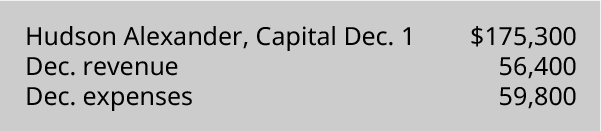 Hudson Alexander, Capital Dec. 1 $175,300
Dec. revenue 56,400
Dec. expenses 59,800